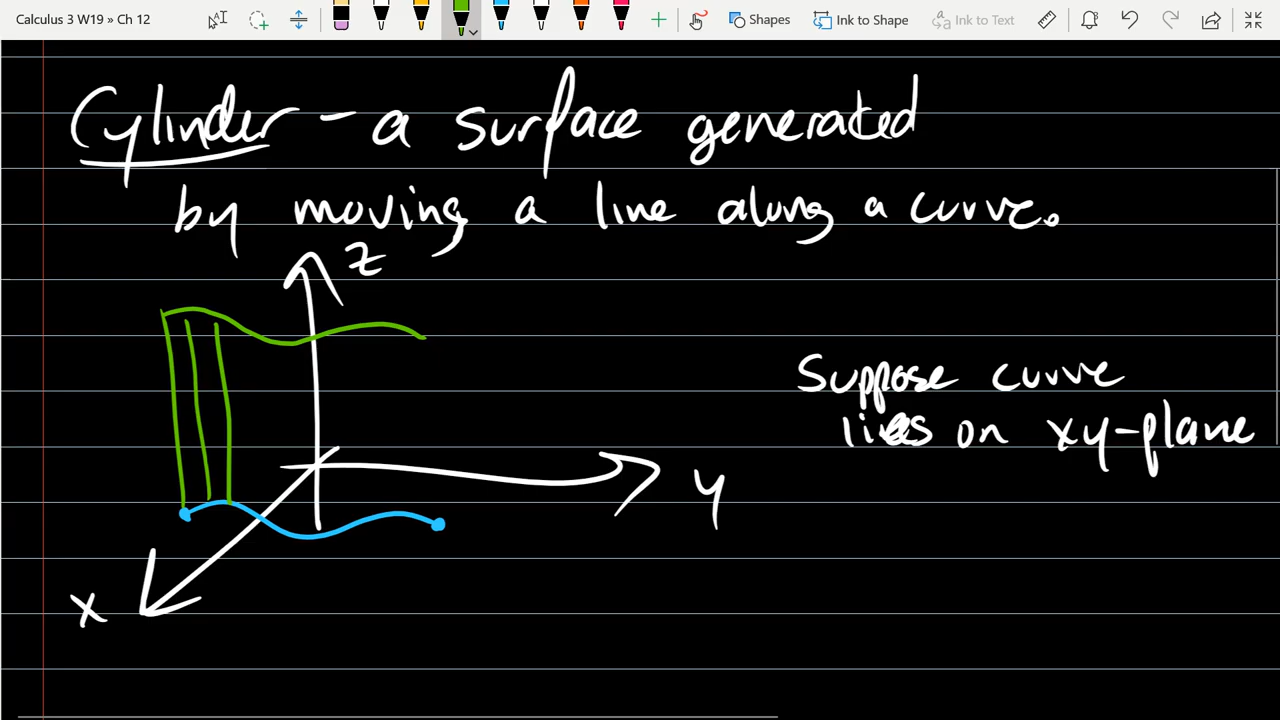 Calculus 3 W19 » Ch 12
Shapes
Ink to Shape
Ink to Text
Cylinder - a surface generated
by moving a line along a curve.
z
Suppose curve
lies on xy-plane
y
x